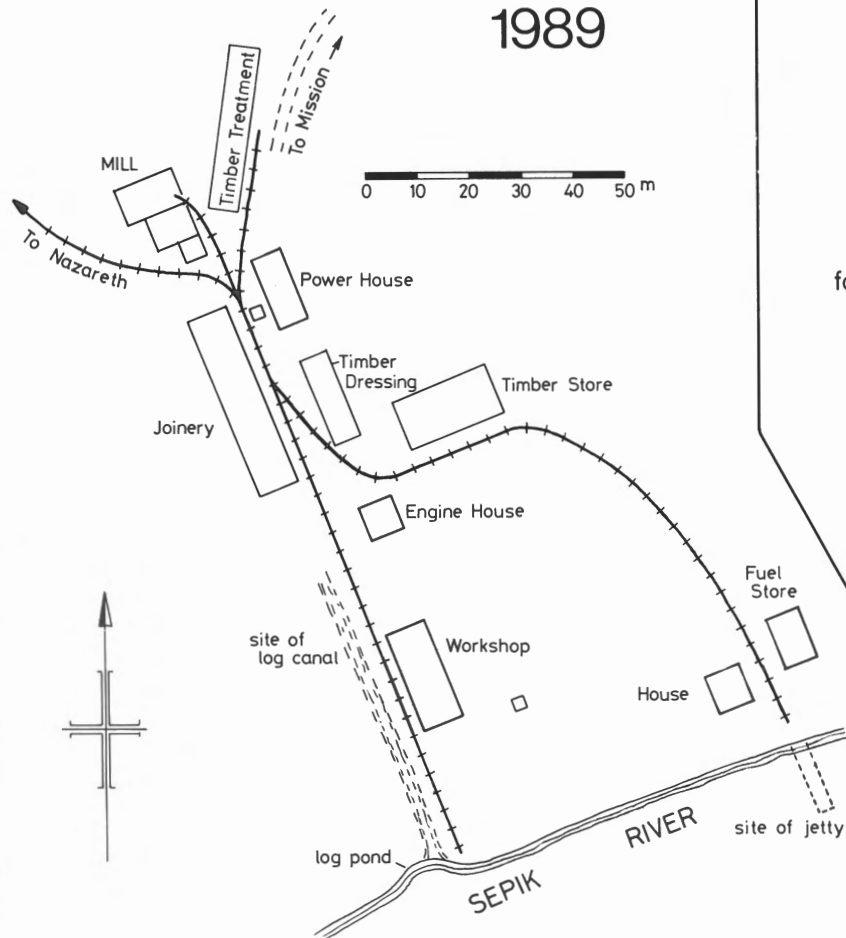 1989
To Mission
Timber Treatment
MILL
0 10 20 30 40 50 m
To Nazareth
Power House
fo
Timber
Dressing
Timber Store
Joinery
Engine House
Fuel
Store
site of
log canal
Workshop
House
site of jetty
RIVER
log pond
SEPIK